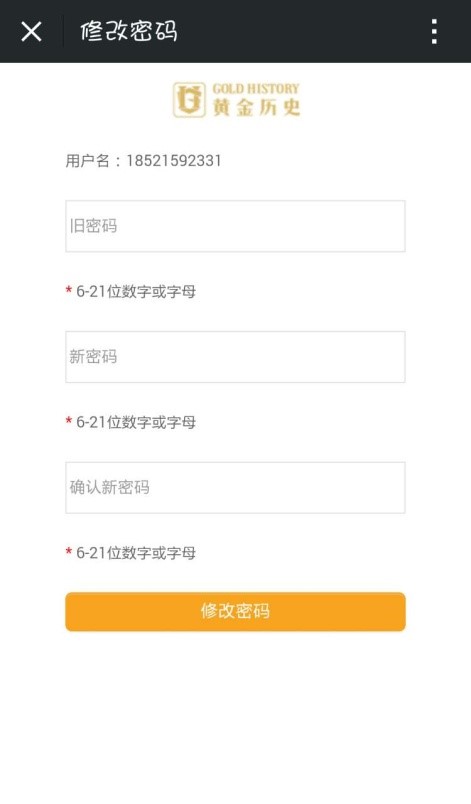 修改密码
GOLD HISTORY
黄金历史
用户名：18521592331
旧密码
* 6-21位数字或字母
新密码
* 6-21位数字或字母
确认新密码
* 6-21位数字或字母
修改密码